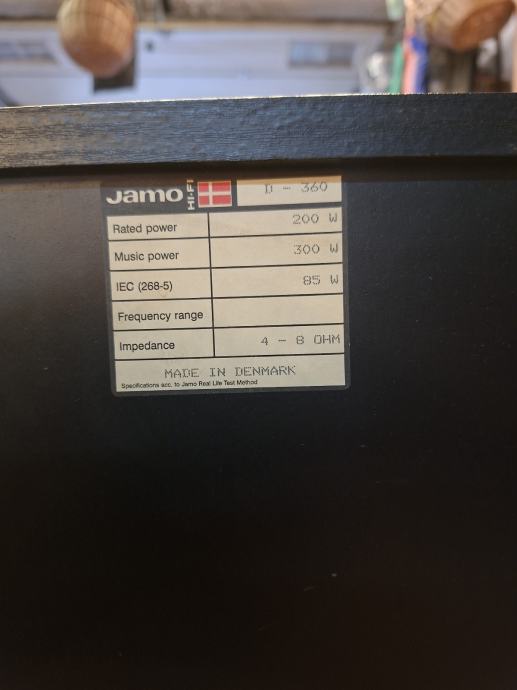 Jamo HI-FI D - 360
Rated power 200 W
Music power 300 W
IEC (268-5) 85 W
Frequency range
Impedance 4 - 8 OHM
MADE IN DENMARK
Specifications acc. to Jamo Real Life Test Method